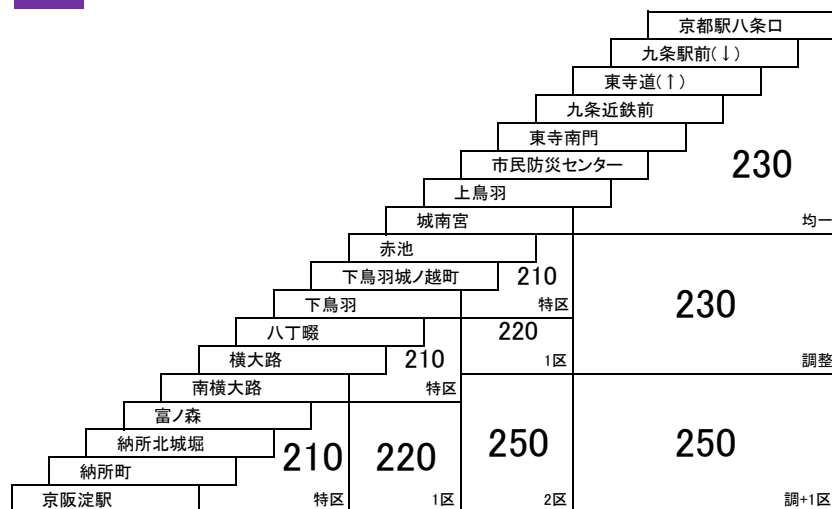 京都駅八条口
九条駅前(↓)
東寺道(↑)
九条近鉄前
東寺南門
市民防災センター
230
上鳥羽
城南宮
均一
赤池
下鳥羽城ノ越町
210
下鳥羽
特区
230
八丁畷
220
横大路
210
1区
調整
南横大路
特区
富ノ森
納所北城堀
210
220
250
250
納所町
京阪淀駅
特区
1区
2区
調+1区